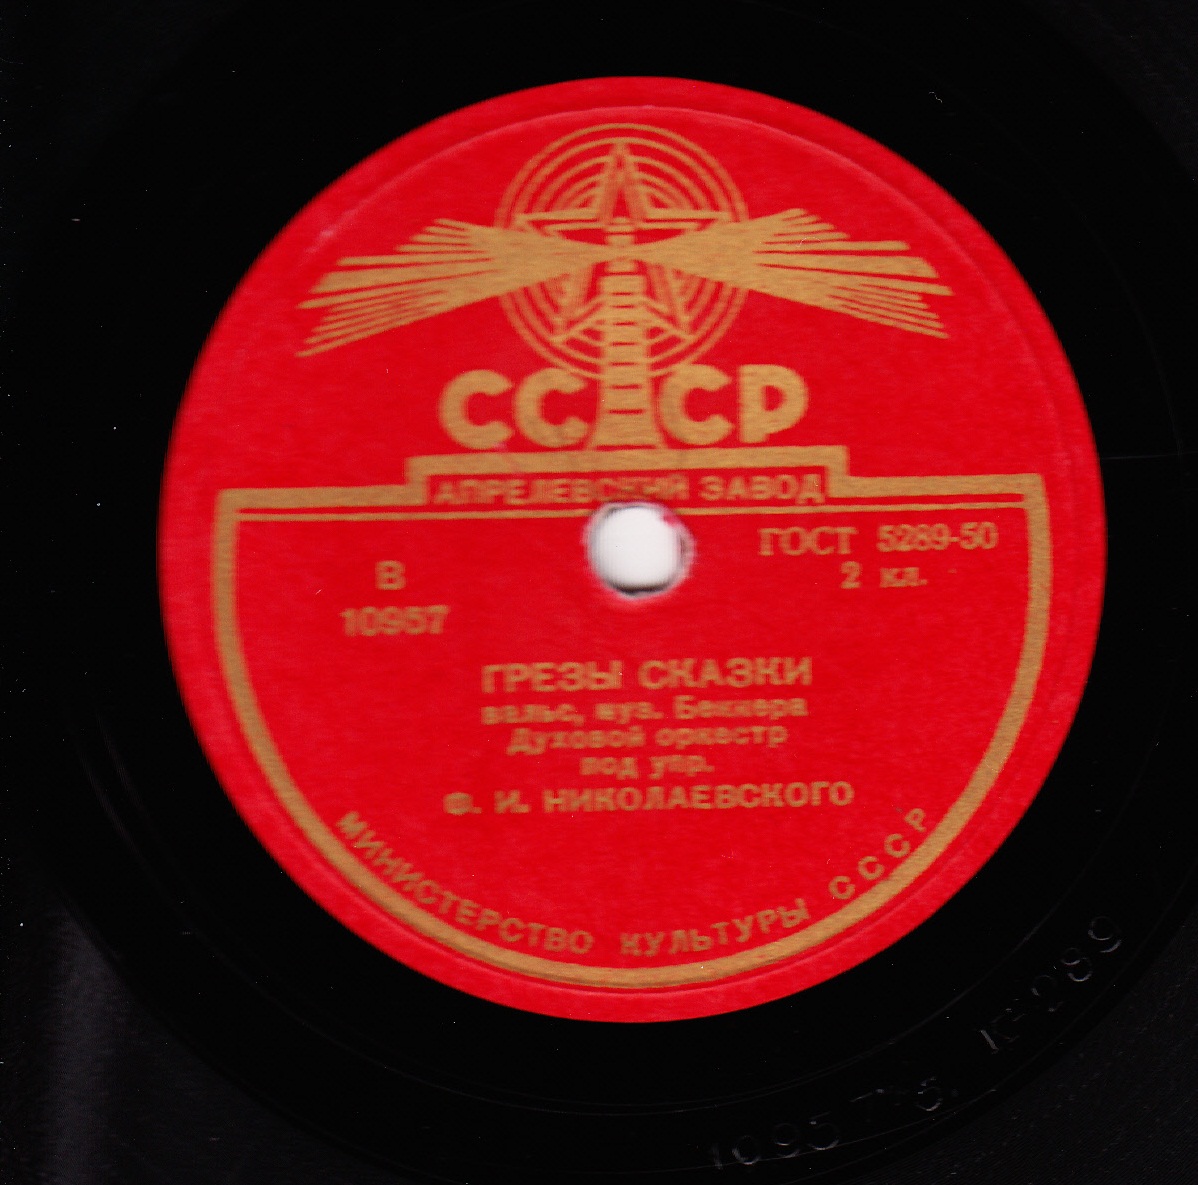 СССР
АПРЕЛЕВСКИЙ ЗАВОД
ГОСТ 5289-50
2 кл.
В
10957
ГРЕЗЫ СКАЗКИ
вальс, муз. Беккера
Духовой оркестр
под упр.
Ф. И. НИКОЛАЕВСКОГО
МИНИСТЕРСТВО КУЛЬТУРЫ СССР
10957